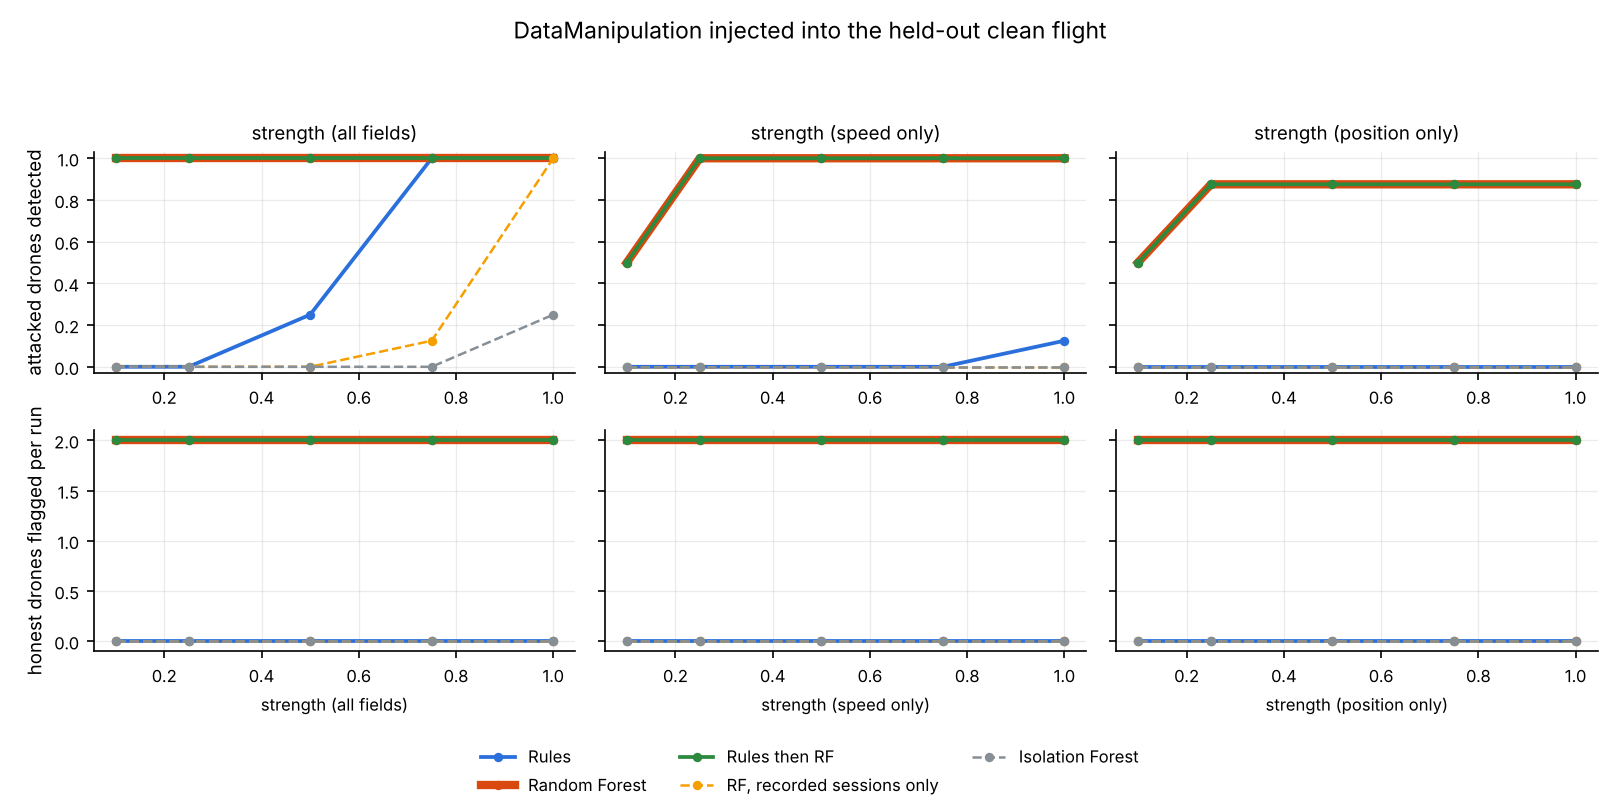 DataManipulation injected into the held-out clean flight
strength (all fields)
strength (speed only)
strength (position only)
attacked drones detected
1.0
0.8
0.6
0.4
0.2
0.0
0.2 0.4 0.6 0.8 1.0
0.2 0.4 0.6 0.8 1.0
0.2 0.4 0.6 0.8 1.0
honest drones flagged per run
2.0
1.5
1.0
0.5
0.0
0.2 0.4 0.6 0.8 1.0
0.2 0.4 0.6 0.8 1.0
0.2 0.4 0.6 0.8 1.0
strength (all fields)
strength (speed only)
strength (position only)
Rules
Random Forest
Rules then RF
RF, recorded sessions only
Isolation Forest